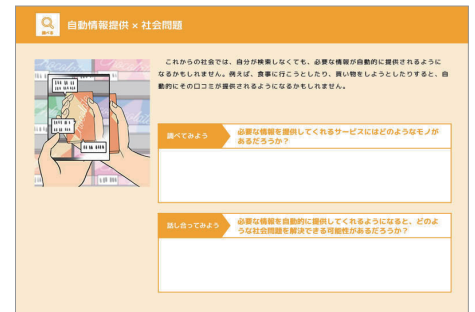 調べる
自動情報提供 × 社会問題
これからの社会では、自分が検索しなくても、必要な情報が自動的に提供されるように
なるかもしれません。例えば、食事に行こうとしたり、買い物をしようとしたりすると、自
動的にその口コミが提供されるようになるかもしれません。
調べてみよう
必要な情報を提供してくれるサービスにはどのようなモノが
あるだろうか?
話し合ってみよう
必要な情報を自動的に提供してくれるようになると、どのよ
うな社会問題を解決できる可能性があるだろうか?